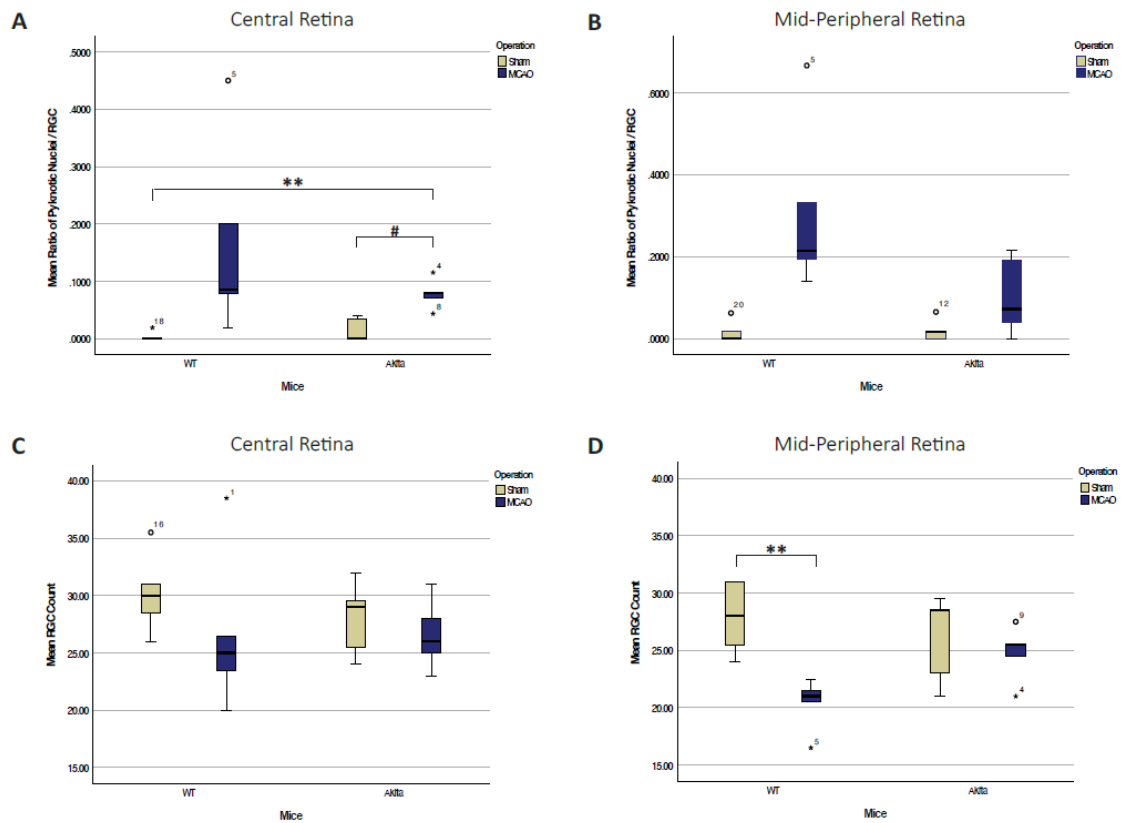 A
Central Retina
Operation
Sham
MCAO
.5000
.4000
.3000
.2000
.1000
.0000
Mean Ratio of Pyknotic Nuclei / RGC
5
**
#
4
8
18
WT
Akita
Mice
B
Mid-Peripheral Retina
Operation
Sham
MCAO
.6000
.4000
.2000
.0000
Mean Ratio of Pyknotic Nuclei / RGC
5
20
12
WT
Akita
Mice
C
Central Retina
Operation
Sham
MCAO
40.00
35.00
30.00
25.00
20.00
15.00
Mean RGC Count
16
*1
WT
Akita
Mice
D
Mid-Peripheral Retina
Operation
Sham
MCAO
40.00
35.00
30.00
25.00
20.00
15.00
Mean RGC Count
**
9
*4
*5
WT
Akita
Mice